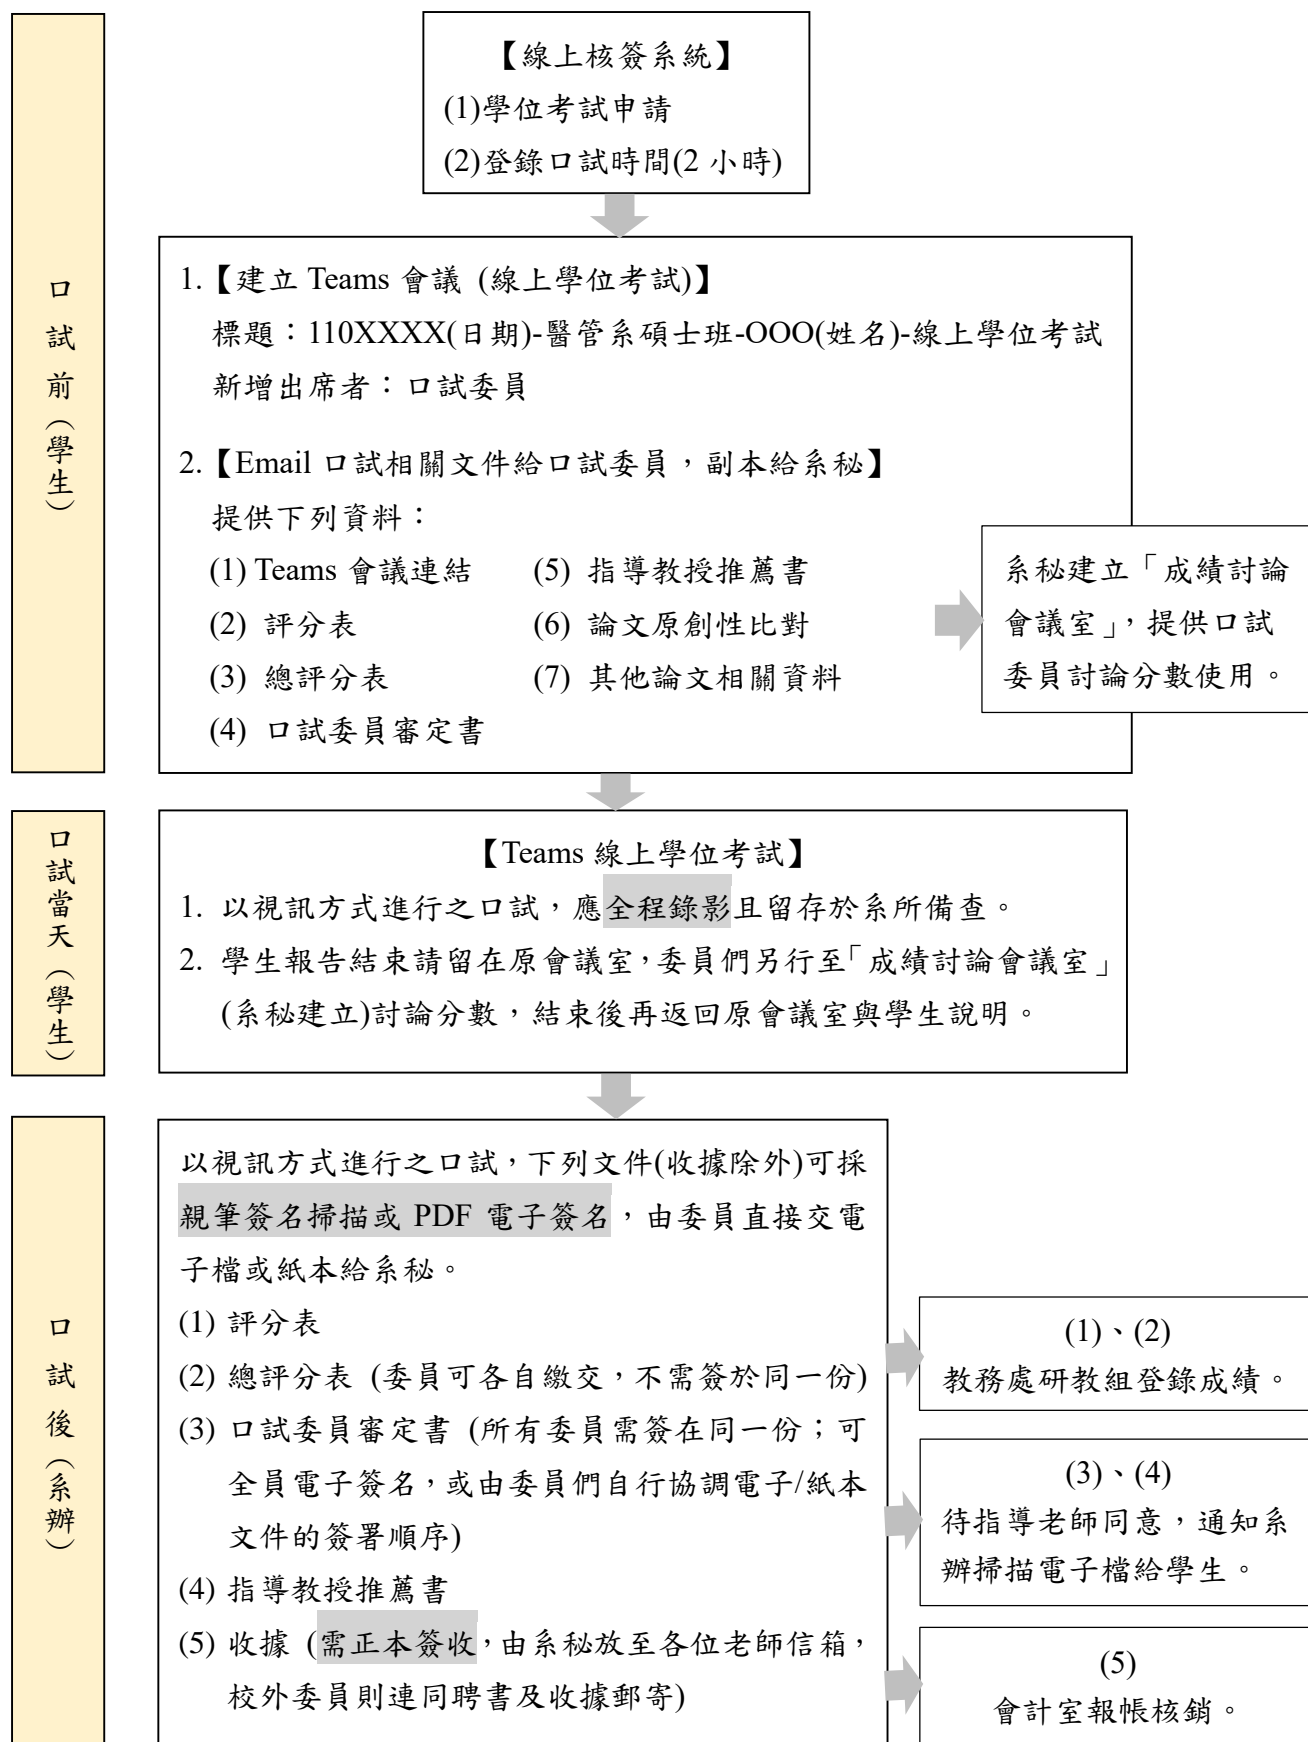 口試前（學生）
【線上核簽系統】
(1)學位考試申請
(2)登錄口試時間(2 小時)
1.【建立 Teams 會議 (線上學位考試)】
標題：110XXXX(日期)-醫管系碩士班-OOO(姓名)-線上學位考試
新增出席者：口試委員
2.【Email 口試相關文件給口試委員，副本給系秘】
提供下列資料：
(1) Teams 會議連結
(2) 評分表
(3) 總評分表
(4) 口試委員審定書
(5) 指導教授推薦書
(6) 論文原創性比對
(7) 其他論文相關資料
系秘建立「成績討論
會議室」，提供口試
委員討論分數使用。
口試當天（學生）
【Teams 線上學位考試】
1. 以視訊方式進行之口試，應全程錄影且留存於系所備查。
2. 學生報告結束請留在原會議室，委員們另行至「成績討論會議室」
(系秘建立)討論分數，結束後再返回原會議室與學生說明。
口試後（系辦）
以視訊方式進行之口試，下列文件(收據除外)可採
親筆簽名掃描或 PDF 電子簽名，由委員直接交電
子檔或紙本給系秘。
(1) 評分表
(2) 總評分表 (委員可各自繳交，不需簽於同一份)
(3) 口試委員審定書 (所有委員需簽在同一份；可
全員電子簽名，或由委員們自行協調電子/紙本
文件的簽署順序)
(4) 指導教授推薦書
(5) 收據 (需正本簽收，由系秘放至各位老師信箱，
校外委員則連同聘書及收據郵寄)
(1)、(2)
教務處研教組登錄成績。
(3)、(4)
待指導老師同意，通知系
辦掃描電子檔給學生。
(5)
會計室報帳核銷。